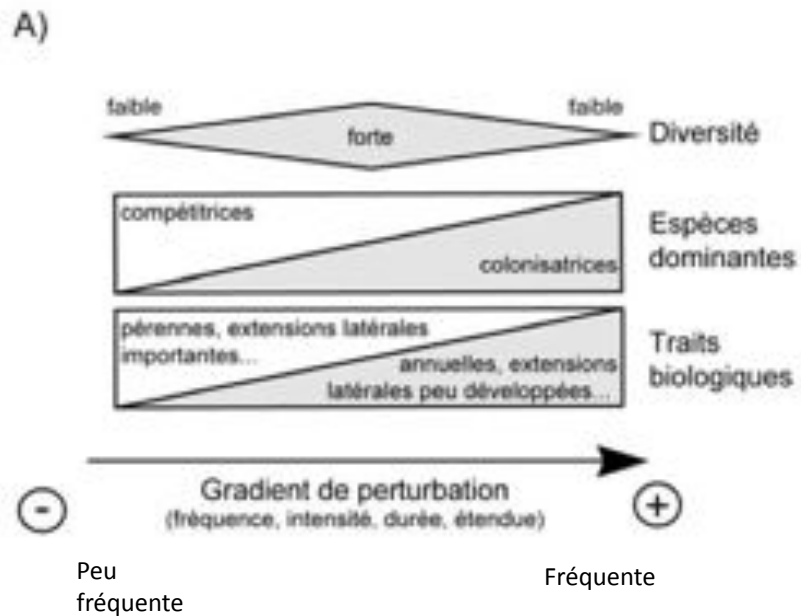 A)
faible
faible
forte
Diversité
compétitrices
colonisatrices
Espèces
dominantes
pérennes, extensions latérales
importantes...
annuelles, extensions
latérales peu développées...
Traits
biologiques
-
Gradient de perturbation
(fréquence, intensité, durée, étendue)
+
Peu
fréquente
Fréquente